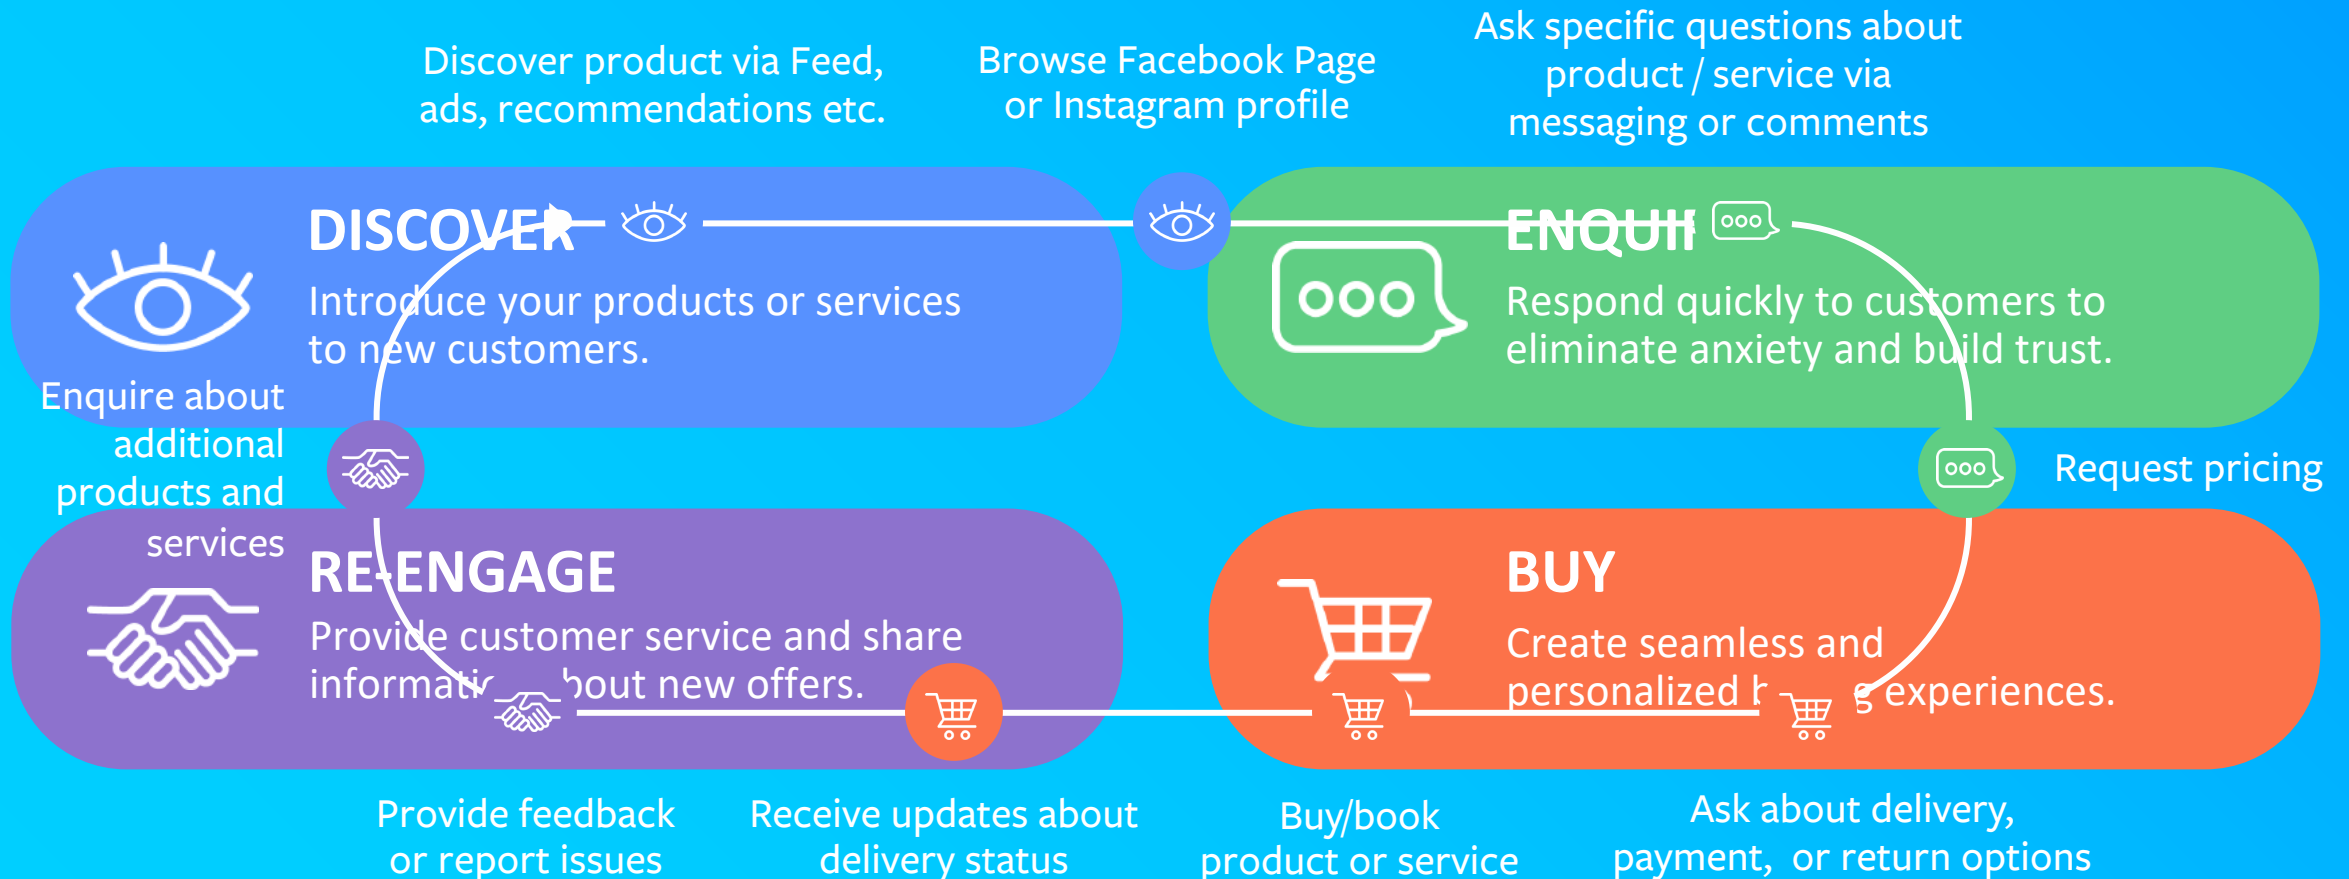 Discover product via Feed,
ads, recommendations etc.
Browse Facebook Page
or Instagram profile
Ask specific questions about
product / service via
messaging or comments
DISCOVER
Introduce your products or services
to new customers.
Respond quickly to customers to
eliminate anxiety and build trust.
Enquire about
additional
products and
services
Request pricing
RE-ENGAGE
Provide customer service and share
about new offers.
BUY
Create seamless and
personalized experiences.
Provide feedback
or report issues
Receive updates about
delivery status
Buy/book
product or service
Ask about delivery,
payment, or return options